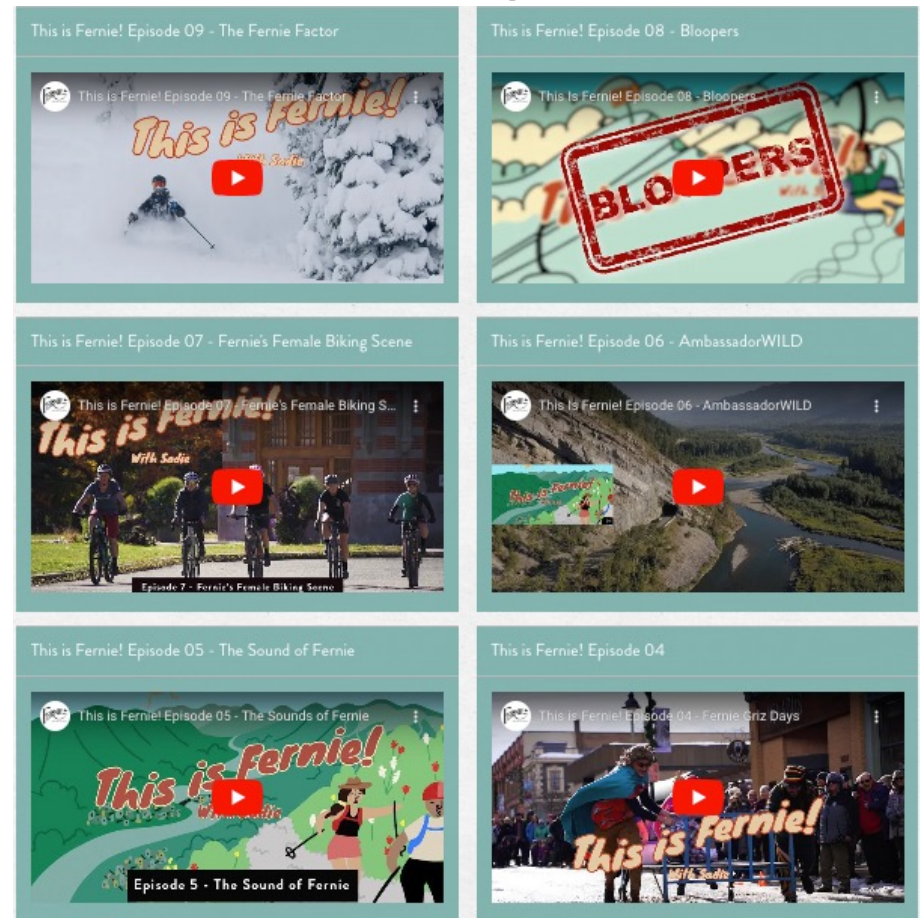 This is Fernie! Episode 09 - The Fernie Factor
This is Fernie! Episode 09 - The Fernie Factor
This is Fernie!
With Sadie
This is Fernie! Episode 08 - Bloopers
This Is Fernie! Episode 08 - Bloopers
BLOOPERS
This is Fernie! Episode 07 - Fernie's Female Biking Scene
This is Fernie! Episode 07 - Fernie's Female Biking S...
This is Fernie!
With Sadie
Episode 7 - Fernie's Female Biking Scene
This is Fernie! Episode 06 - AmbassadorWILD
This Is Fernie! Episode 06 - AmbassadorWILD
This is Fernie!
This is Fernie! Episode 05 - The Sound of Fernie
This is Fernie! Episode 05 - The Sounds of Fernie
This is Fernie!
With Sadie
Episode 5 - The Sound of Fernie
This is Fernie! Episode 04
This Is Fernie! Episode 04 - Fernie Griz Days
This is Fernie!
With Sadie